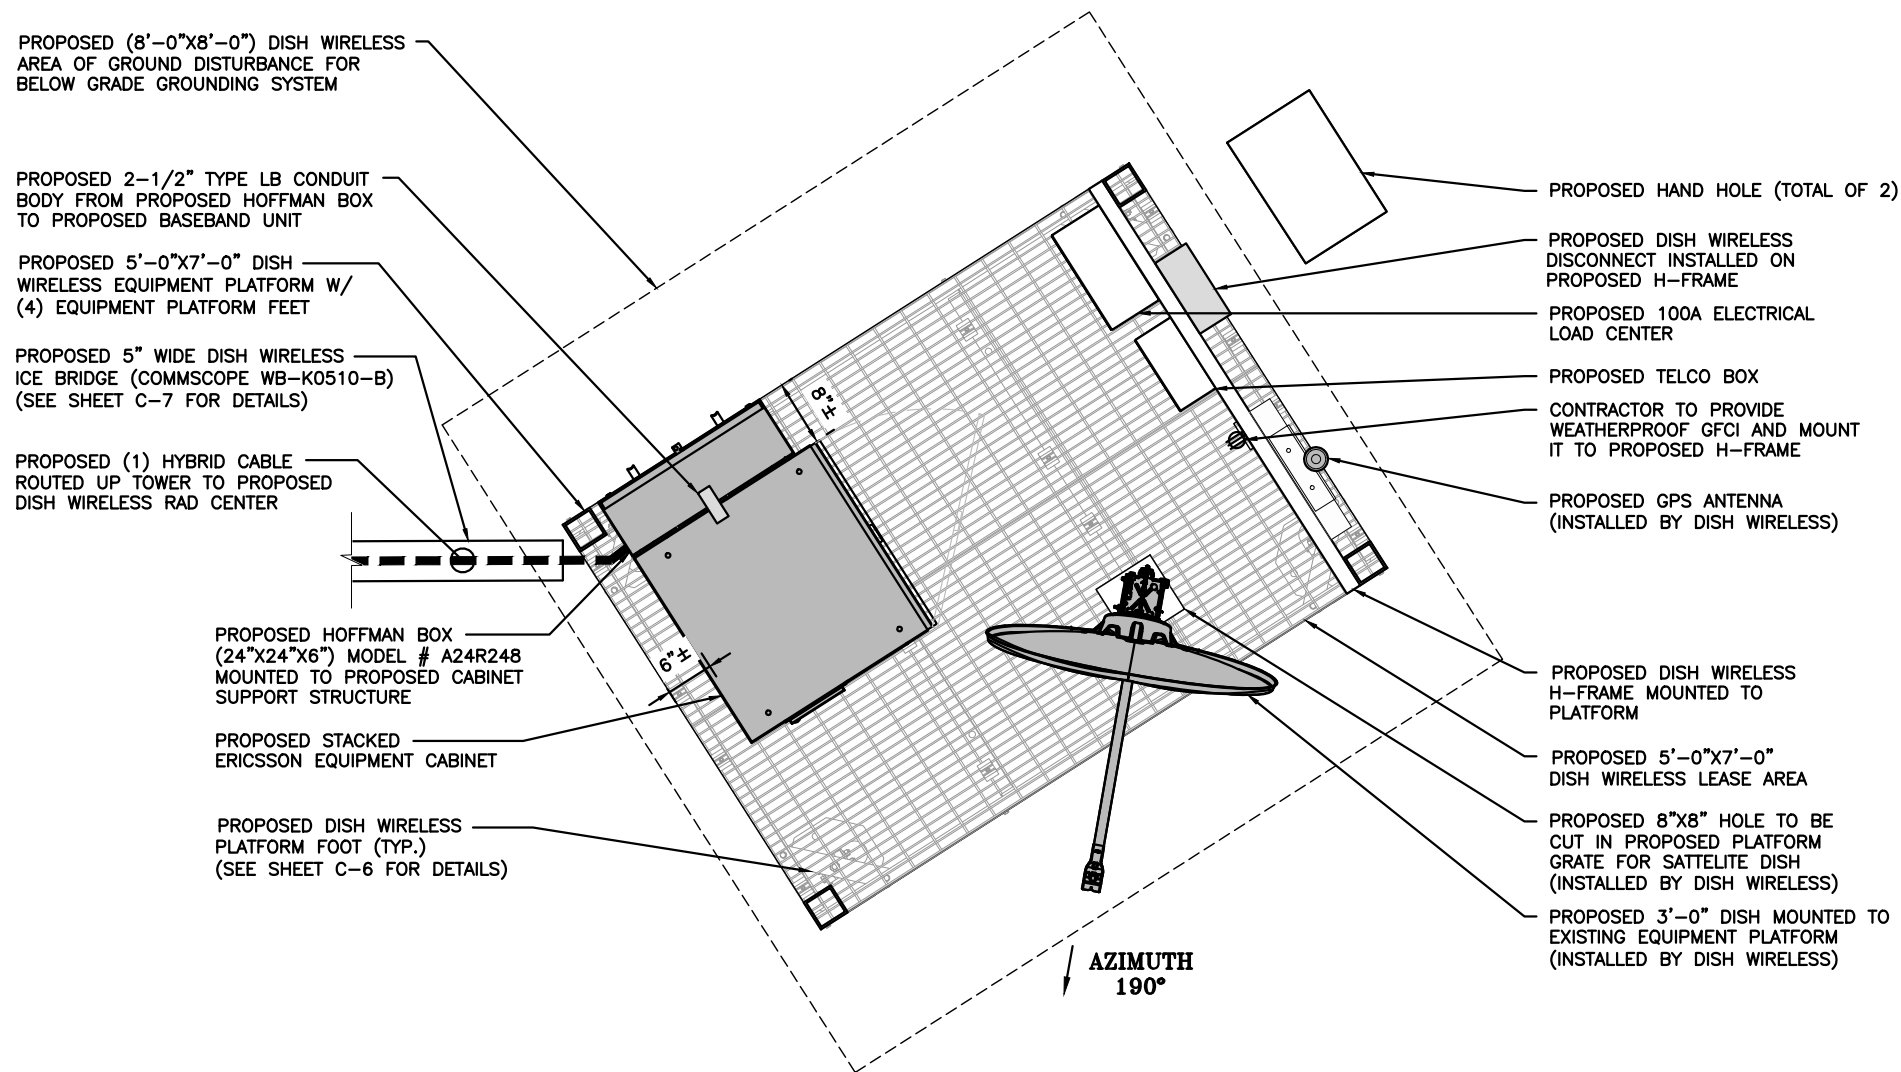 PROPOSED (8'-0"X8'-0") DISH WIRELESS
AREA OF GROUND DISTURBANCE FOR
BELOW GRADE GROUNDING SYSTEM
PROPOSED 2-1/2" TYPE LB CONDUIT
BODY FROM PROPOSED HOFFMAN BOX
TO PROPOSED BASEBAND UNIT
PROPOSED 5'-0"X7'-0" DISH
WIRELESS EQUIPMENT PLATFORM W/
(4) EQUIPMENT PLATFORM FEET
PROPOSED 5" WIDE DISH WIRELESS
ICE BRIDGE (COMMSCOPE WB-K0510-B)
(SEE SHEET C-7 FOR DETAILS)
PROPOSED (1) HYBRID CABLE
ROUTED UP TOWER TO PROPOSED
DISH WIRELESS RAD CENTER
PROPOSED HOFFMAN BOX
(24"X24"X6") MODEL # A24R248
MOUNTED TO PROPOSED CABINET
SUPPORT STRUCTURE
PROPOSED STACKED
ERICSSON EQUIPMENT CABINET
PROPOSED DISH WIRELESS
PLATFORM FOOT (TYP.)
(SEE SHEET C-6 FOR DETAILS)
8"±
6"±
AZIMUTH
190°
PROPOSED HAND HOLE (TOTAL OF 2)
PROPOSED DISH WIRELESS
DISCONNECT INSTALLED ON
PROPOSED H-FRAME
PROPOSED 100A ELECTRICAL
LOAD CENTER
PROPOSED TELCO BOX
CONTRACTOR TO PROVIDE
WEATHERPROOF GFCI AND MOUNT
IT TO PROPOSED H-FRAME
PROPOSED GPS ANTENNA
(INSTALLED BY DISH WIRELESS)
PROPOSED DISH WIRELESS
H-FRAME MOUNTED TO
PLATFORM
PROPOSED 5'-0"X7'-0"
DISH WIRELESS LEASE AREA
PROPOSED 8"X8" HOLE TO BE
CUT IN PROPOSED PLATFORM
GRATE FOR SATTELITE DISH
(INSTALLED BY DISH WIRELESS)
PROPOSED 3'-0" DISH MOUNTED TO
EXISTING EQUIPMENT PLATFORM
(INSTALLED BY DISH WIRELESS)